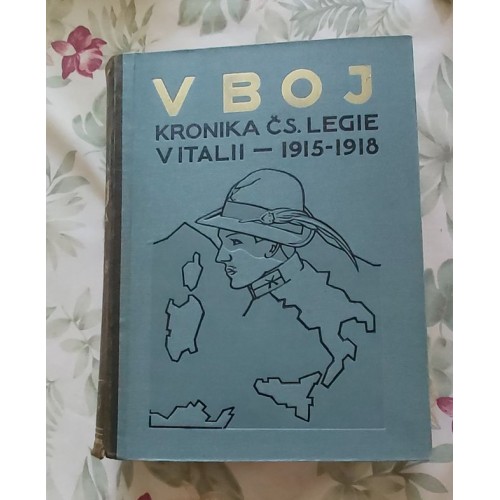 V BOJ
KRONIKA ČS. LEGIE
V ITALII — 1915-1918